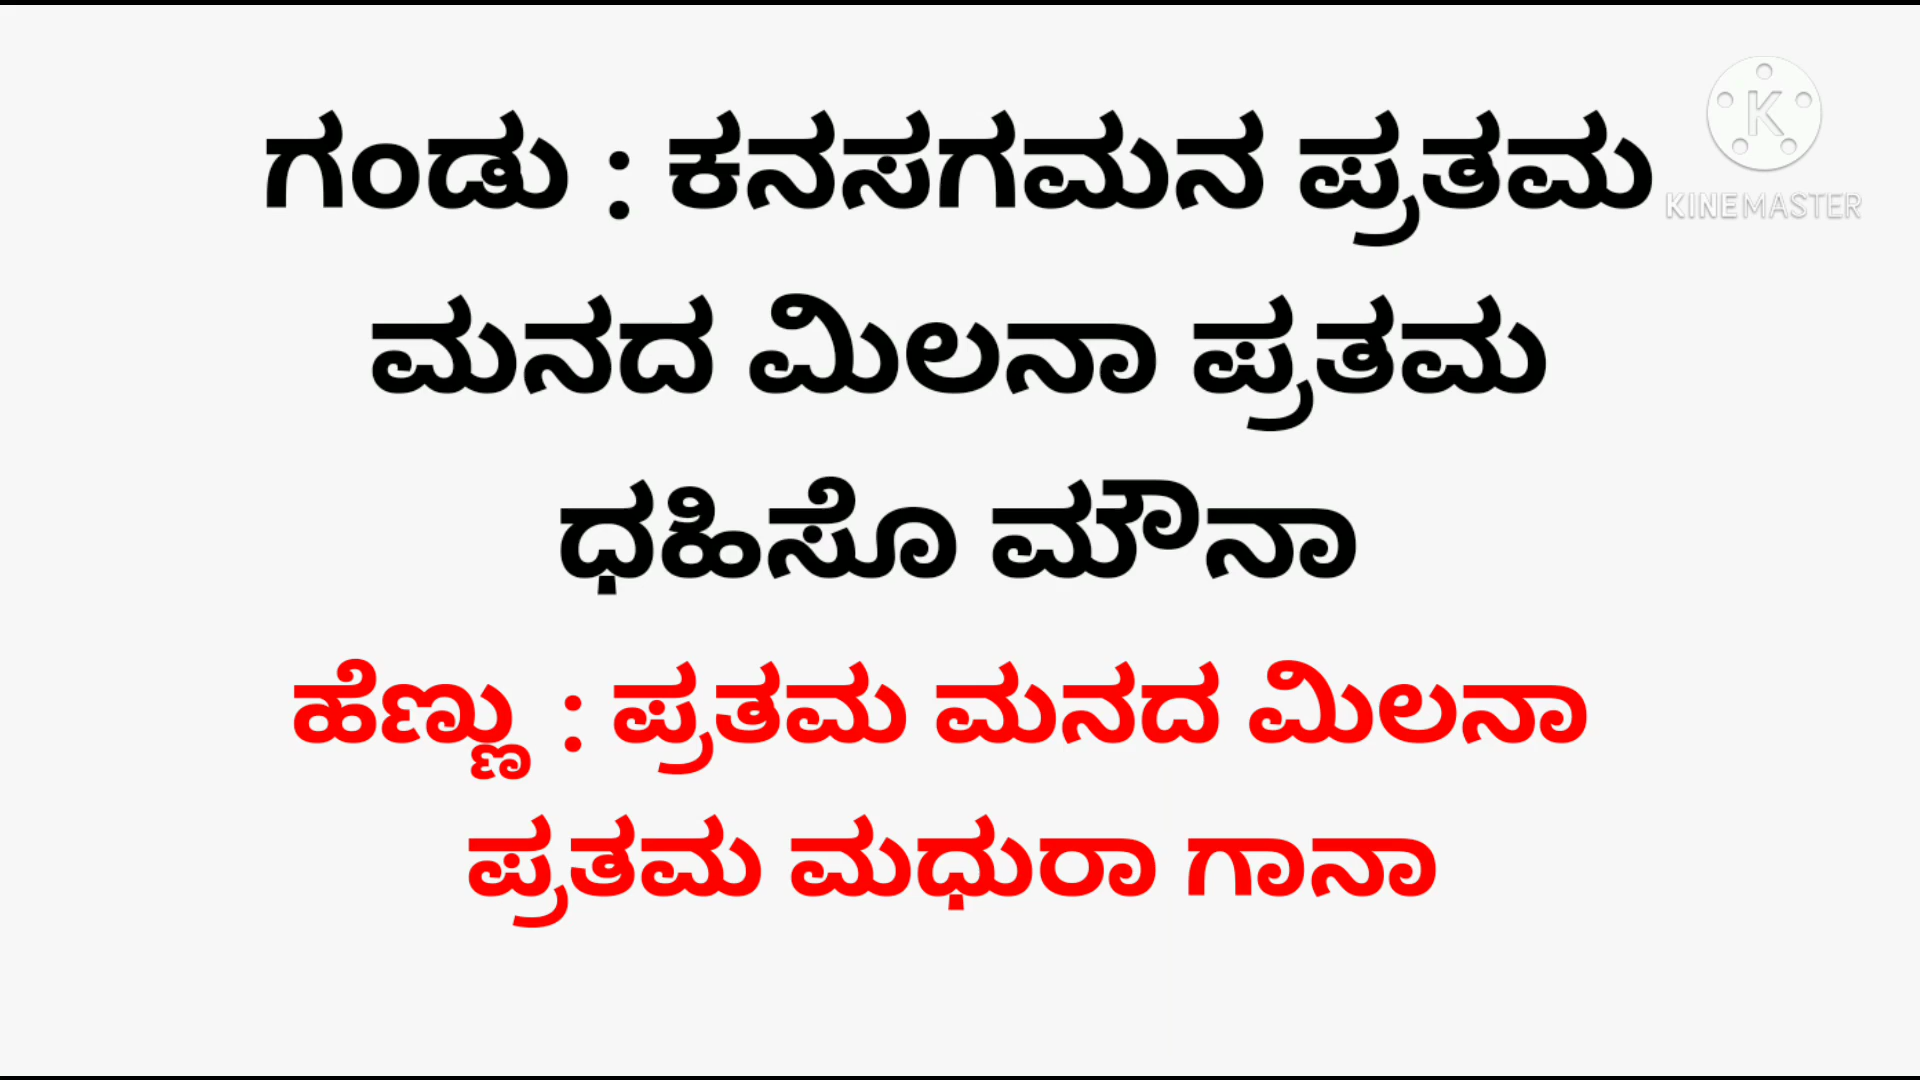 ಗಂಡು : ಕನಸಗಮನ ಪ್ರತಮ
ಮನದ ಮಿಲನಾ ಪ್ರತಮ
ಧಹಿಸೊ ಮೌನಾ
ಹೆಣ್ಣು : ಪ್ರತಮ ಮನದ ಮಿಲನಾ
ಪ್ರತಮ ಮಧುರಾ ಗಾನಾ
K
KINEMASTER